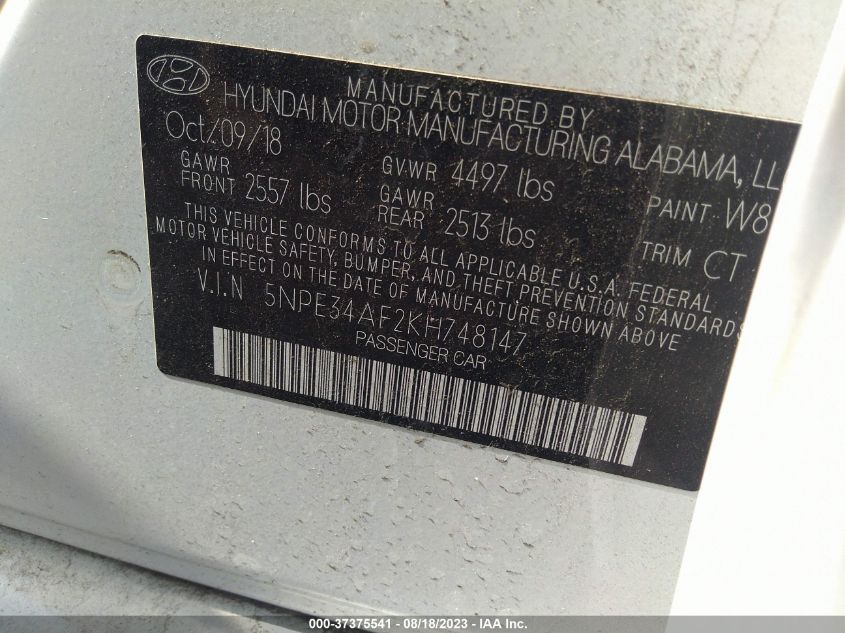 MANUFACTURED BY
HYUNDAI MOTOR MANUFACTURING ALABAMA, LL
Oct/09/18
GVWR 4497 lbs
PAINT W8
GAWR FRONT 2557 lbs
GAWR REAR 2513 lbs
TRIM CT
THIS VEHICLE CONFORMS TO ALL APPLICABLE U.S.A. FEDERAL
MOTOR VEHICLE SAFETY, BUMPER, AND THEFT PREVENTION STANDARDS
IN EFFECT ON THE DATE OF MANUFACTURE SHOWN ABOVE
V.I.N 5NPE34AF2KH748147
PASSENGER CAR
000-37375541 - 08/18/2023 - IAA Inc.